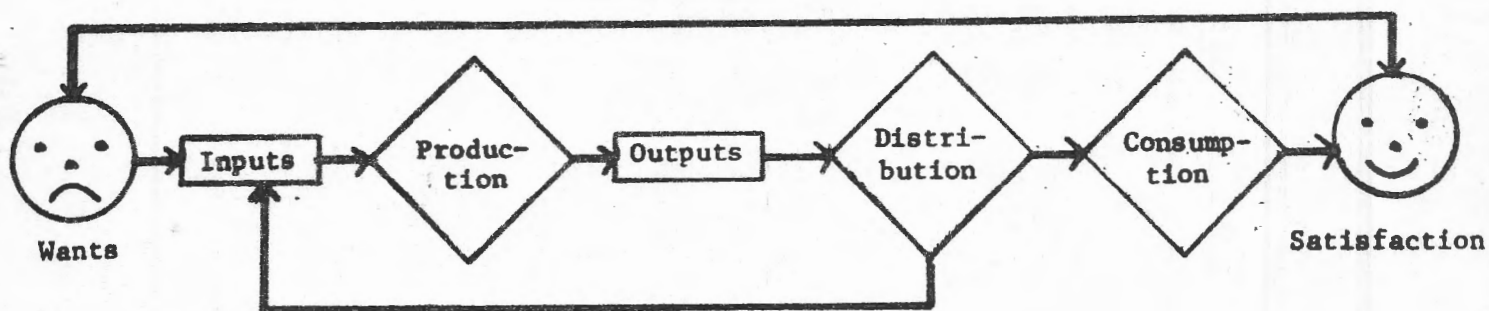 Inputs
Produc-
tion
Outputs
Distri-
bution
Consump-
tion
Wants
Satisfaction